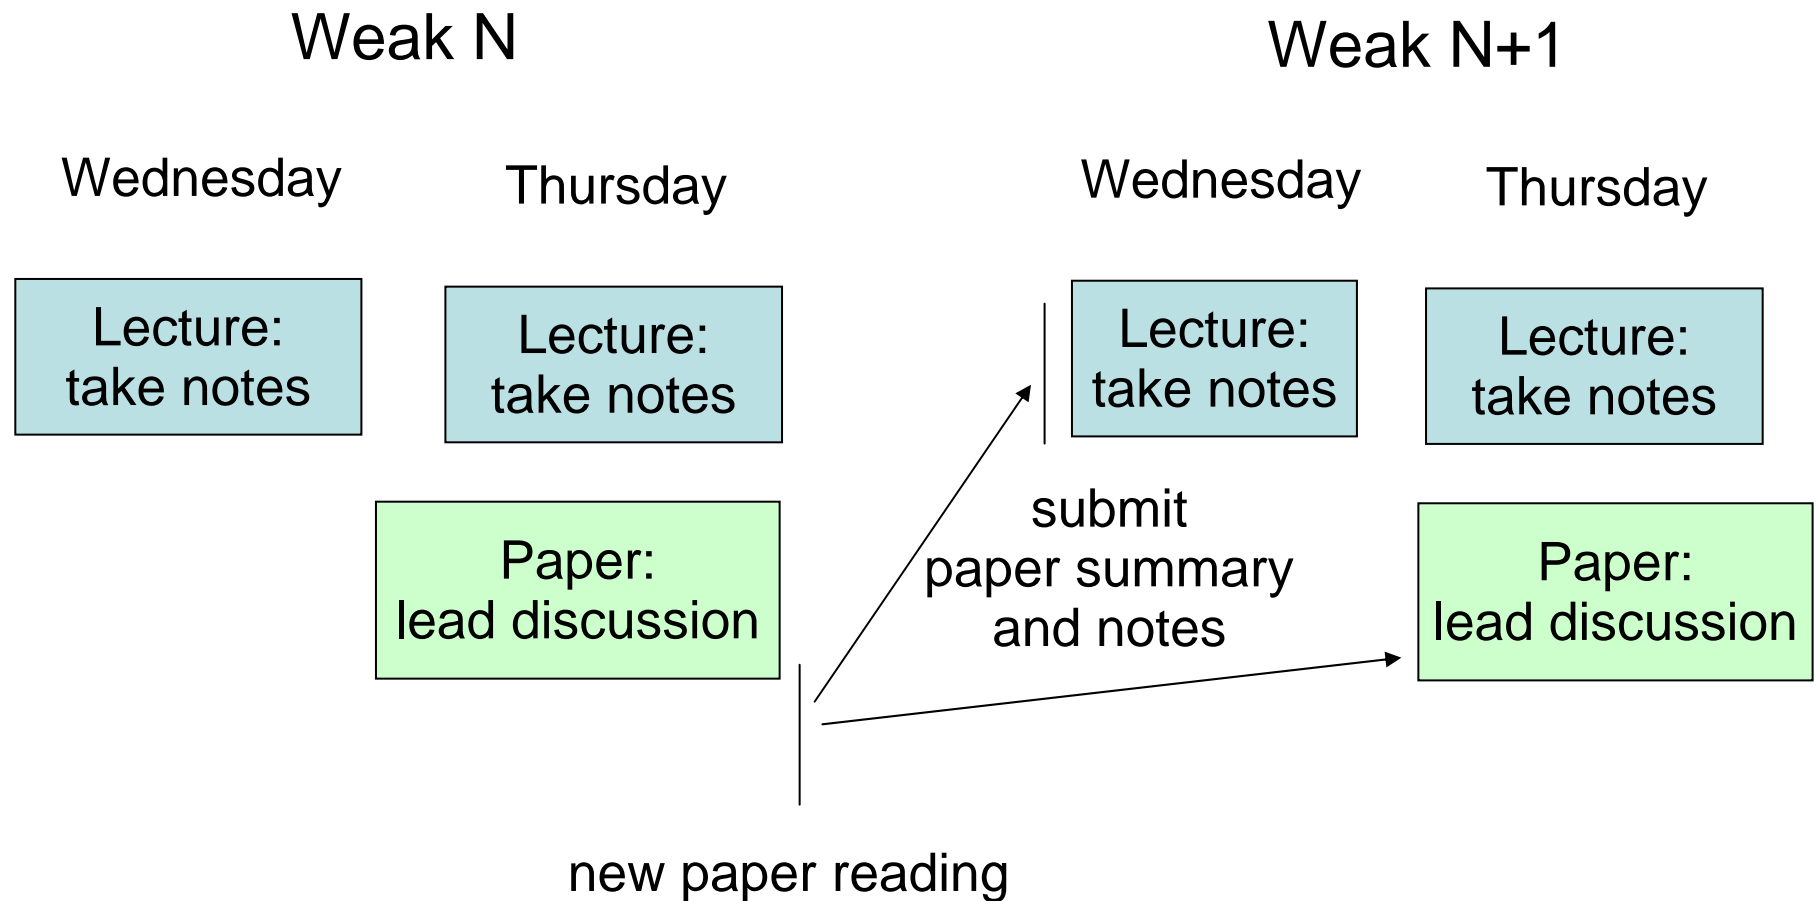 Weak N
Weak N+1
Wednesday
Thursday
Wednesday
Thursday
Lecture:
take notes
Lecture:
take notes
Lecture:
take notes
Lecture:
take notes
Paper:
lead discussion
submit
paper summary
and notes
Paper:
lead discussion
new paper reading